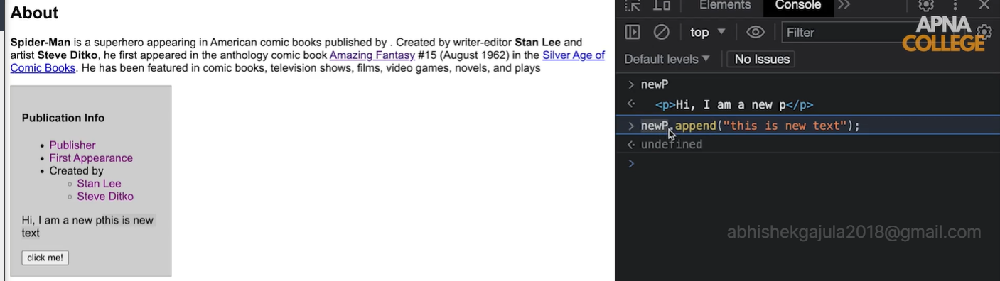 About
Spider-Man is a superhero appearing in American comic books published by . Created by writer-editor Stan Lee and
artist Steve Ditko, he first appeared in the anthology comic book Amazing Fantasy #15 (August 1962) in the Silver Age of
Comic Books. He has been featured in comic books, television shows, films, video games, novels, and plays
Publication Info
• Publisher
• First Appearance
• Created by
◦ Stan Lee
◦ Steve Ditko
Hi, I am a new pthis is new
text
click me!
Elements Console
top Filter
APNA
COLLEGE
Default levels ▼ No Issues
> newP
<p>Hi, I am a new p</p>
> newP.append("this is new text");
undefined
>
abhishekgajula2018@gmail.com